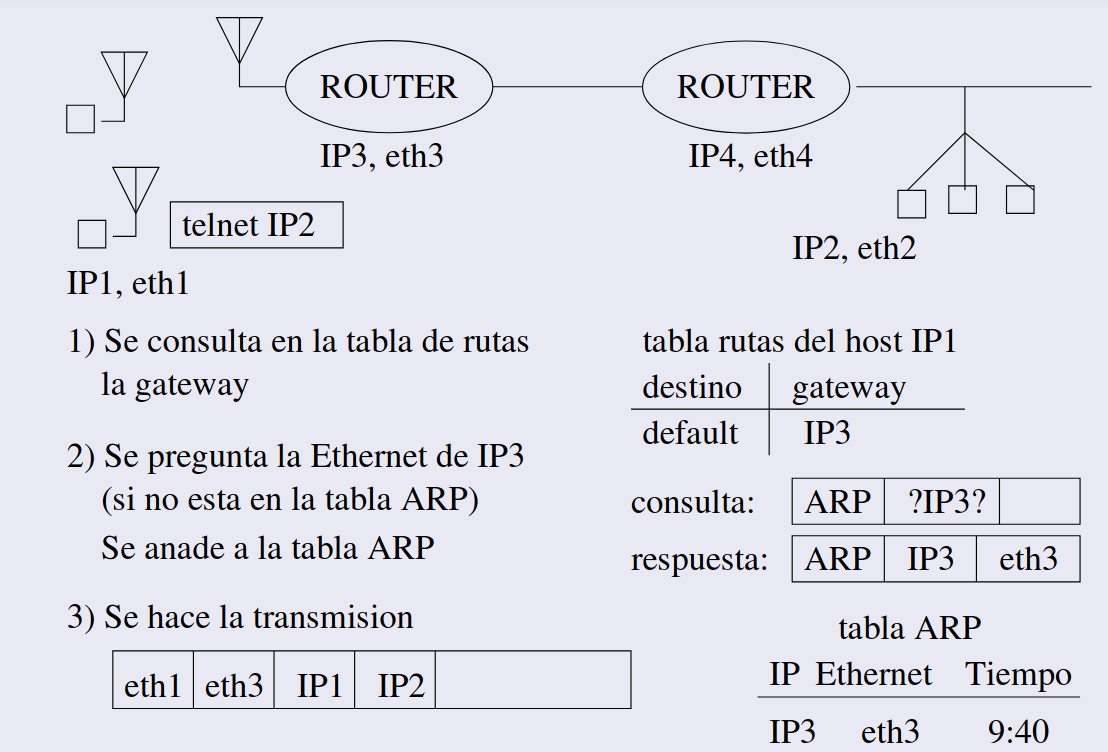 ROUTER
ROUTER
IP3, eth3
IP4, eth4
telnet IP2
IP2, eth2
IP1, eth1
1) Se consulta en la tabla de rutas
la gateway
tabla rutas del host IP1
destino gateway
default IP3
2) Se pregunta la Ethernet de IP3
(si no esta en la tabla ARP)
Se anade a la tabla ARP
consulta: ARP ?IP3?
respuesta: ARP IP3 eth3
3) Se hace la transmision
eth1 eth3 IP1 IP2
tabla ARP
IP Ethernet Tiempo
IP3 eth3 9:40